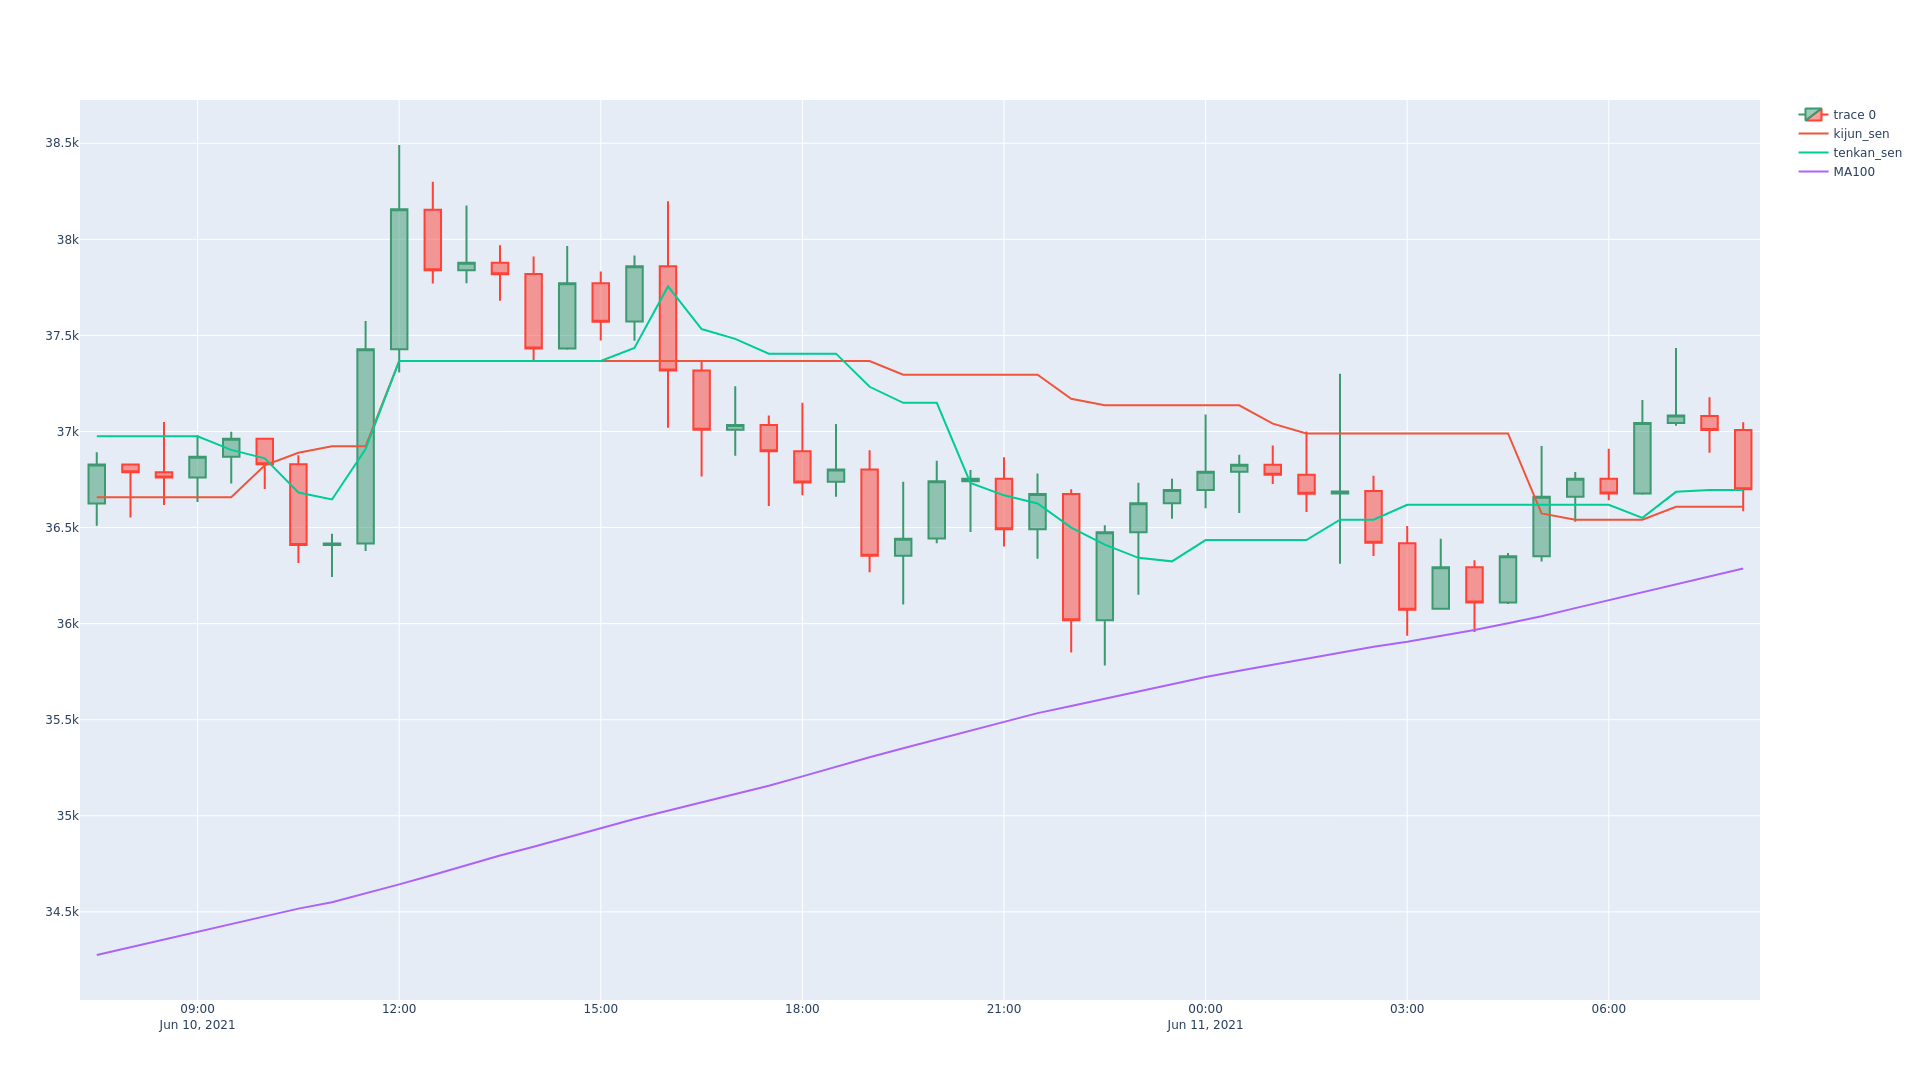 trace 0
kijun_sen
tenkan_sen
MA100
38.5k
38k
37.5k
37k
36.5k
36k
35.5k
35k
34.5k
09:00 12:00 15:00 18:00 21:00 00:00 03:00 06:00
Jun 10, 2021 Jun 11, 2021